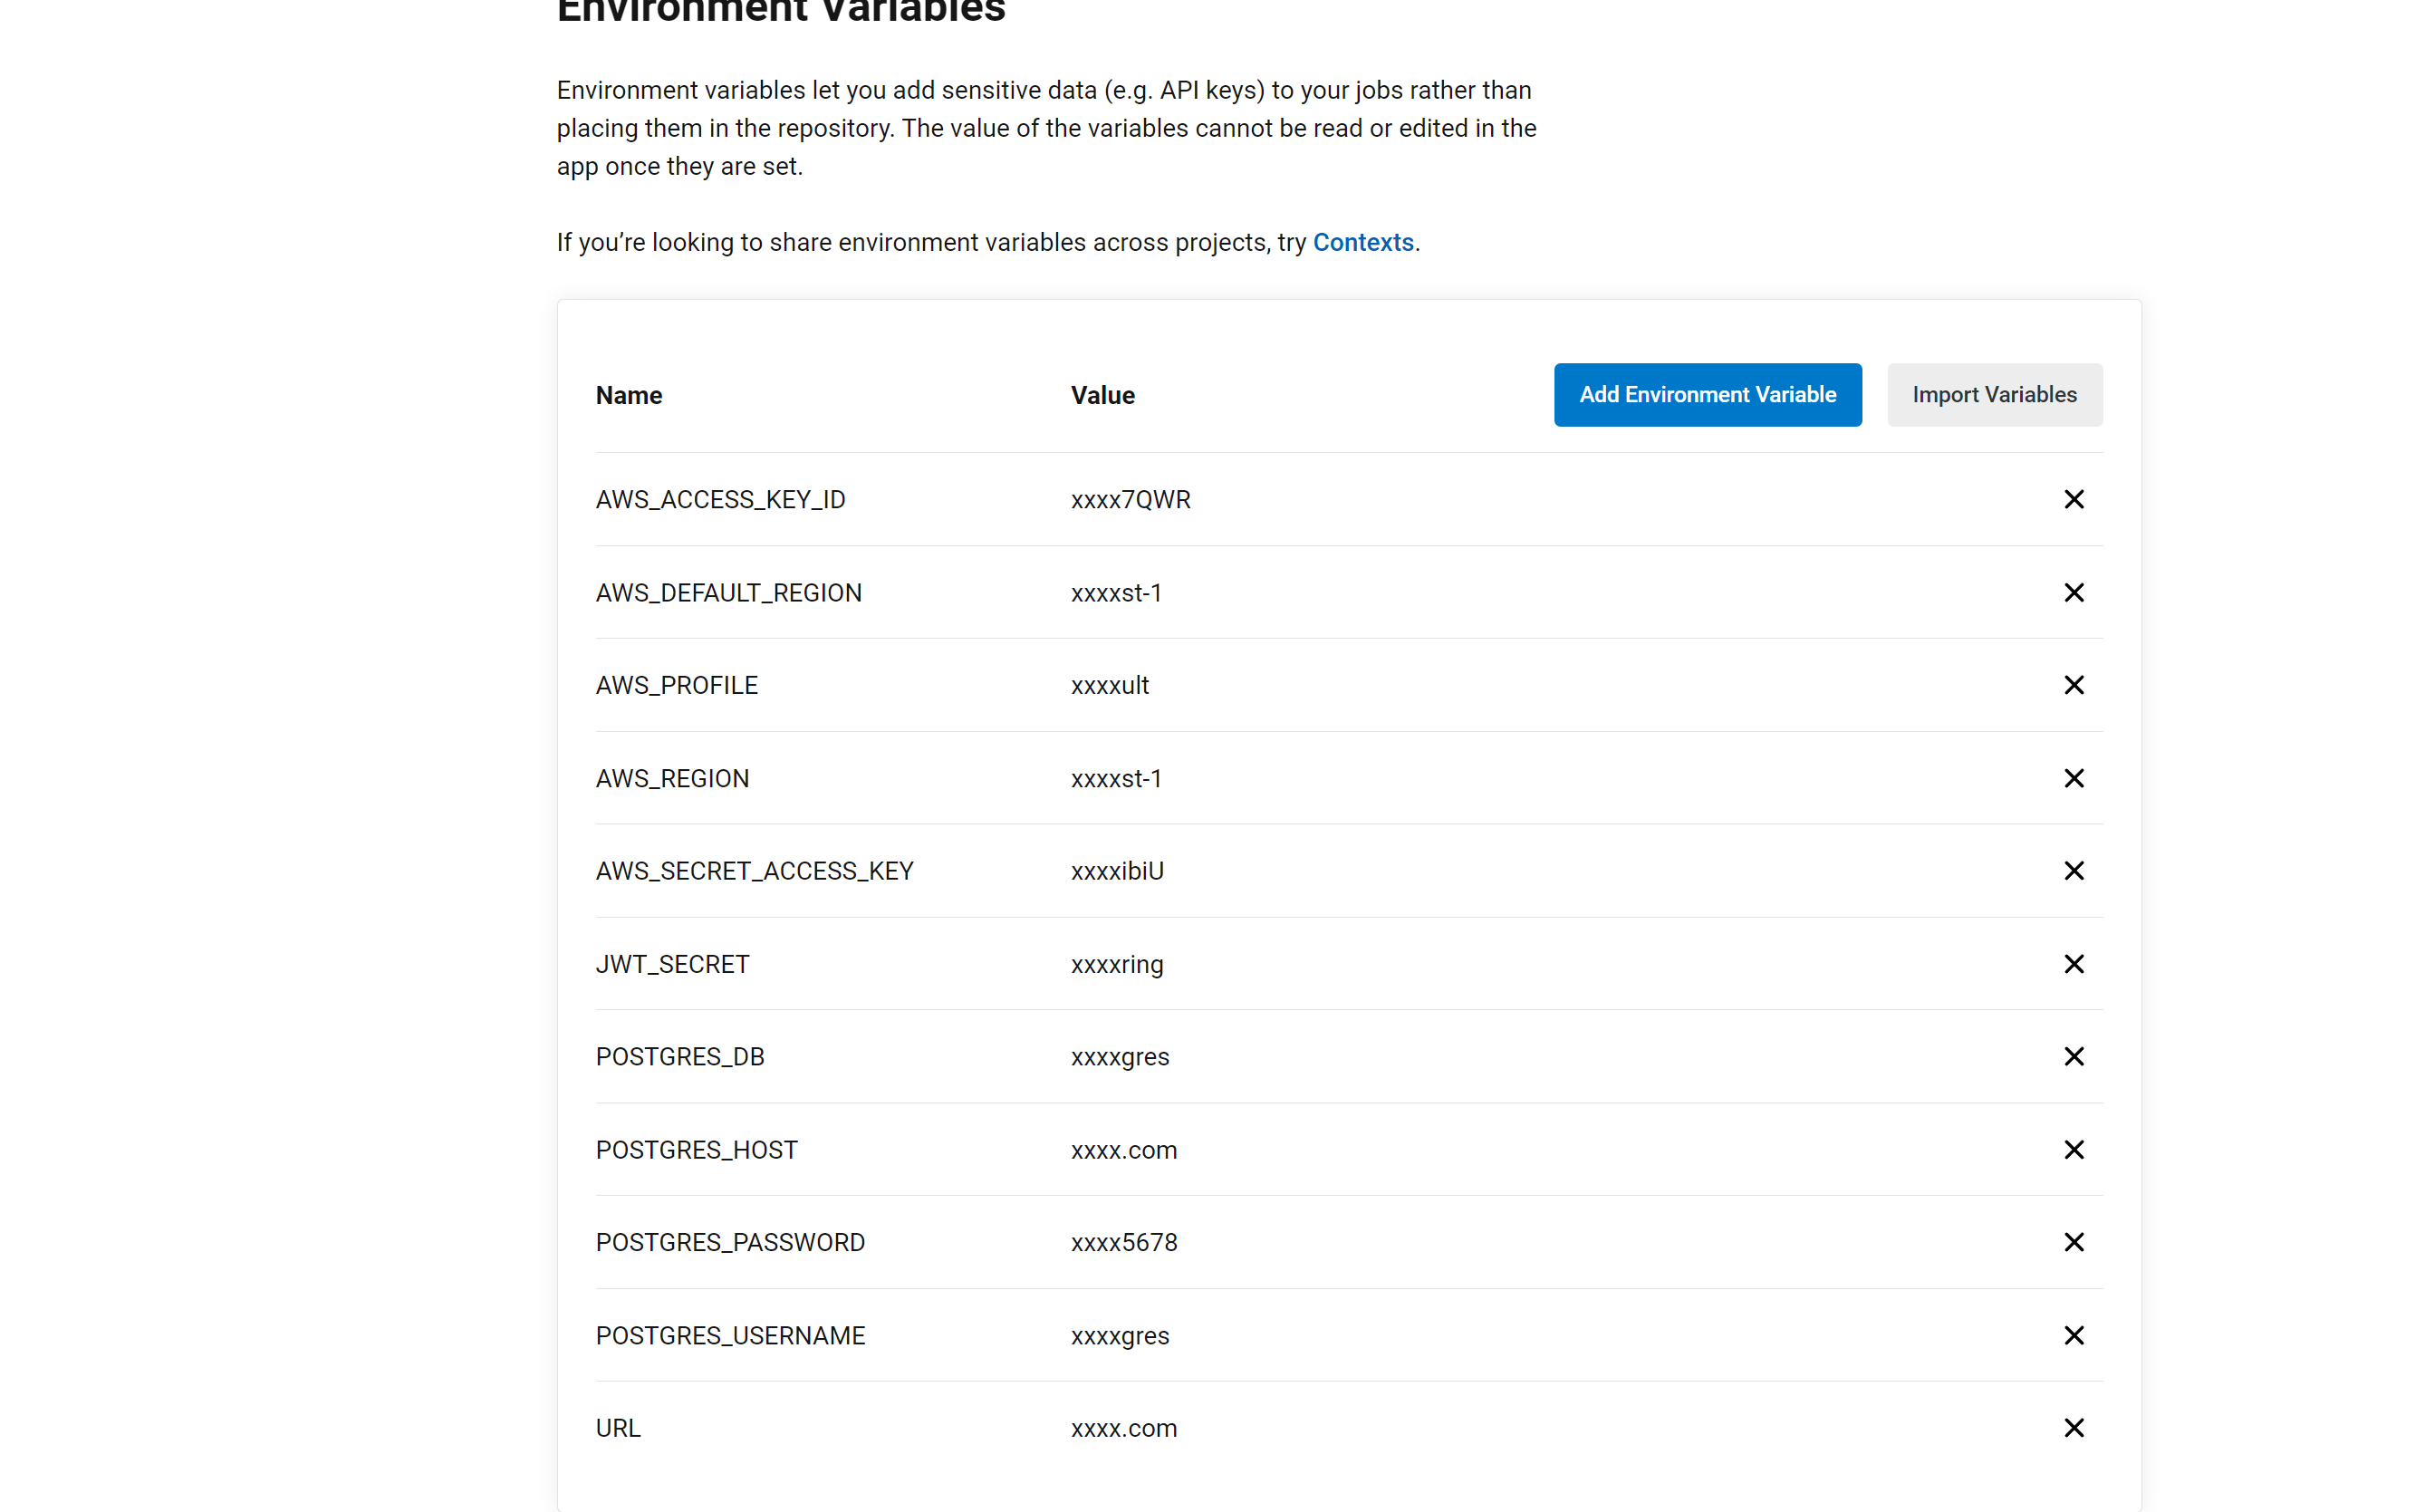 Environment Variables
Environment variables let you add sensitive data (e.g. API keys) to your jobs rather than
placing them in the repository. The value of the variables cannot be read or edited in the
app once they are set.
If you’re looking to share environment variables across projects, try Contexts.
Name Value Add Environment Variable Import Variables
AWS_ACCESS_KEY_ID xxxx7QWR
AWS_DEFAULT_REGION xxxxst-1
AWS_PROFILE xxxxult
AWS_REGION xxxxst-1
AWS_SECRET_ACCESS_KEY xxxxibiU
JWT_SECRET xxxxring
POSTGRES_DB xxxxgres
POSTGRES_HOST xxxx.com
POSTGRES_PASSWORD xxxx5678
POSTGRES_USERNAME xxxxgres
URL xxxx.com